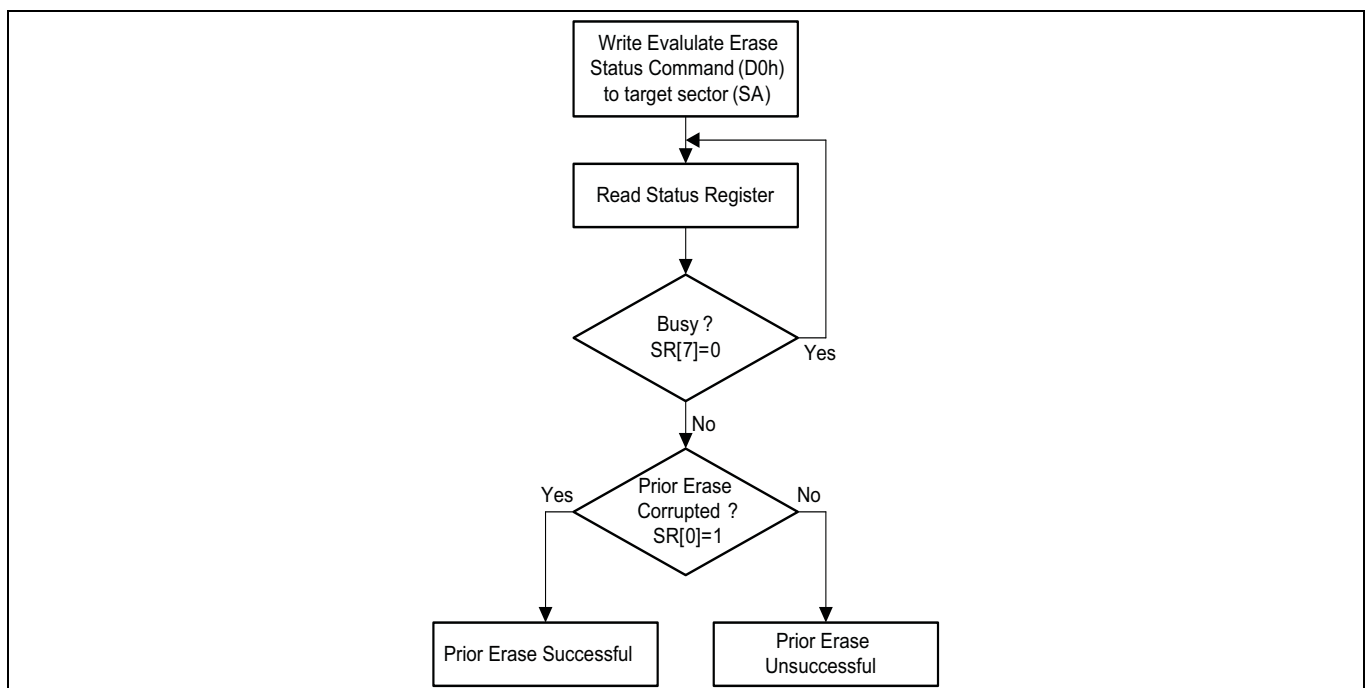 Write Evalulate Erase
Status Command (D0h)
to target sector (SA)
Read Status Register
Busy ?
SR[7]=0
Yes
No
Prior Erase
Corrupted ?
SR[0]=1
Yes
No
Prior Erase Successful
Prior Erase
Unsuccessful